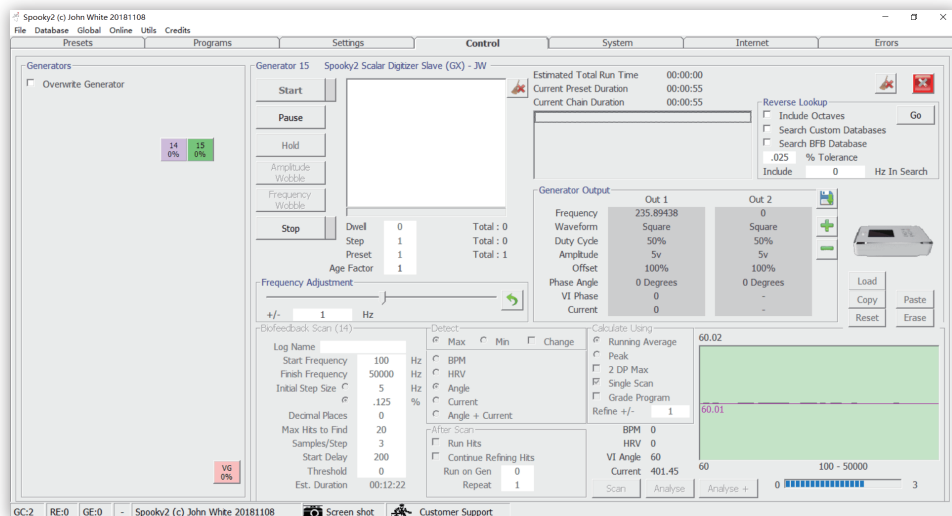 Spooky2 (c) John White 20181108
File Database Global Online Utils Credits
Presets Programs Settings Control System Internet Errors
Generators
Overwrite Generator
14 15
0% 0%
VG
0%
Generator 15 Spooky2 Scalar Digitizer Slave (GX) - JW
Start
Pause
Hold
Amplitude
Wobble
Frequency
Wobble
Stop
Dwell 0 Total : 0
Step 1 Total : 0
Preset 1 Total : 1
Age Factor 1
Estimated Total Run Time 00:00:00
Current Preset Duration 00:00:55
Current Chain Duration 00:00:55
Reverse Lookup
Include Octaves Go
Search Custom Databases
Search BFB Database
.025 % Tolerance
Include 0 Hz In Search
Generator Output
Out 1 Out 2
Frequency 235.89438 0
Waveform Square Square
Duty Cycle 50% 50%
Amplitude 5v 5v
Offset 100% 100%
Phase Angle 0 Degrees 0 Degrees
VI Phase 0 -
Current 0 -
Load
Copy Paste
Reset Erase
Frequency Adjustment
+/- 1 Hz
Biofeedback Scan (14)
Log Name
Start Frequency 100 Hz
Finish Frequency 50000 Hz
Initial Step Size 5 Hz
.125 %
Decimal Places 0
Max Hits to Find 20
Samples/Step 3
Start Delay 200
Threshold 0
Est. Duration 00:12:22
Detect
Max Min Change
BPM
HRV
Angle
Current
Angle + Current
After Scan
Run Hits
Continue Refining Hits
Run on Gen 0
Repeat 1
Calculate Using
Running Average
Peak
2 DP Max
Single Scan
Grade Program
Refine +/- 1
BPM 0
HRV 0
VI Angle 60
Current 401.45
Scan Analyse Analyse +
60.02
60.01
60 100 - 50000
0 3
GC:2 RE:0 GE:0 - Spooky2 (c) John White 20181108 Screen shot Customer Support